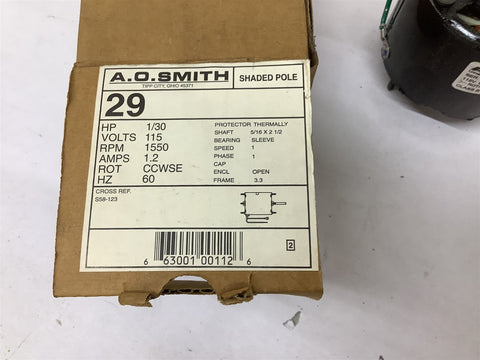 A.O.SMITH
TIPP CITY, OHIO 45371
SHADED POLE
29
HP 1/30
VOLTS 115
RPM 1550
AMPS 1.2
ROT CCWSE
HZ 60
PROTECTOR THERMALLY
SHAFT 5/16 X 2 1/2
BEARING SLEEVE
SPEED 1
PHASE 1
CAP
ENCL OPEN
FRAME 3.3
CROSS REF.
S58-123
2
6 63001 00112 6